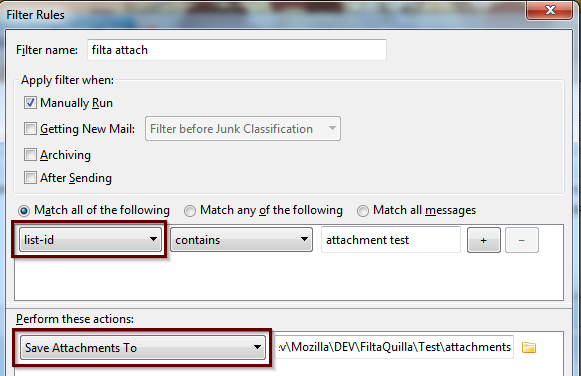 Filter Rules
Filter name: filta attach
Apply filter when:
Manually Run
Getting New Mail: Filter before Junk Classification
Archiving
After Sending
Match all of the following Match any of the following Match all messages
list-id contains attachment test + −
Perform these actions:
Save Attachments To \Mozilla\DEV\FiltaQuilla\Test\attachments